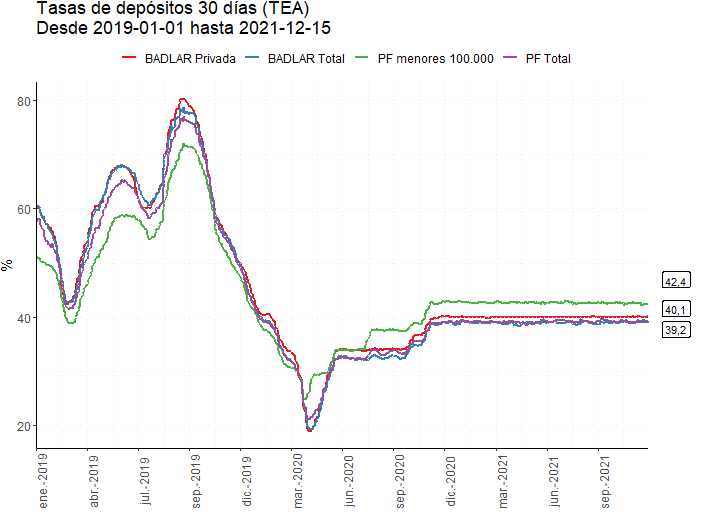 Tasas de depósitos 30 días (TEA)
Desde 2019-01-01 hasta 2021-12-15
BADLAR Privada BADLAR Total PF menores 100.000 PF Total
80
60
40
20
%
42,4
40,1
39,2
ene.-2019 abr.-2019 jul.-2019 sep.-2019 dic.-2019 mar.-2020 jun.-2020 sep.-2020 dic.-2020 mar.-2021 jun.-2021 sep.-2021